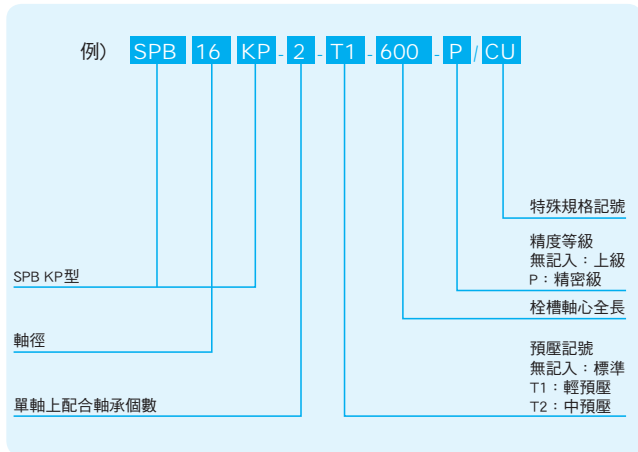 例) SPB 16 KP - 2 - T1 - 600 - P / CU
特殊規格記號
精度等級
無記入：上級
P：精密級
SPB KP型
栓槽軸心全長
軸徑
預壓記號
無記入：標準
T1：輕預壓
T2：中預壓
單軸上配合軸承個數